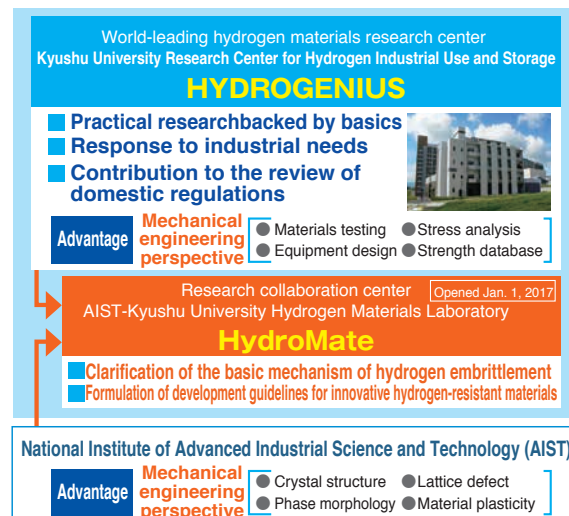 World-leading hydrogen materials research center
Kyushu University Research Center for Hydrogen Industrial Use and Storage
HYDROGENIUS
Practical researchbacked by basics
Response to industrial needs
Contribution to the review of
domestic regulations
Advantage
Mechanical
engineering
perspective
Materials testing
Stress analysis
Equipment design
Strength database
Research collaboration center
Opened Jan. 1, 2017
AIST-Kyushu University Hydrogen Materials Laboratory
HydroMate
Clarification of the basic mechanism of hydrogen embrittlement
Formulation of development guidelines for innovative hydrogen-resistant materials
National Institute of Advanced Industrial Science and Technology (AIST)
Advantage
Mechanical
engineering
perspective
Crystal structure
Lattice defect
Phase morphology
Material plasticity